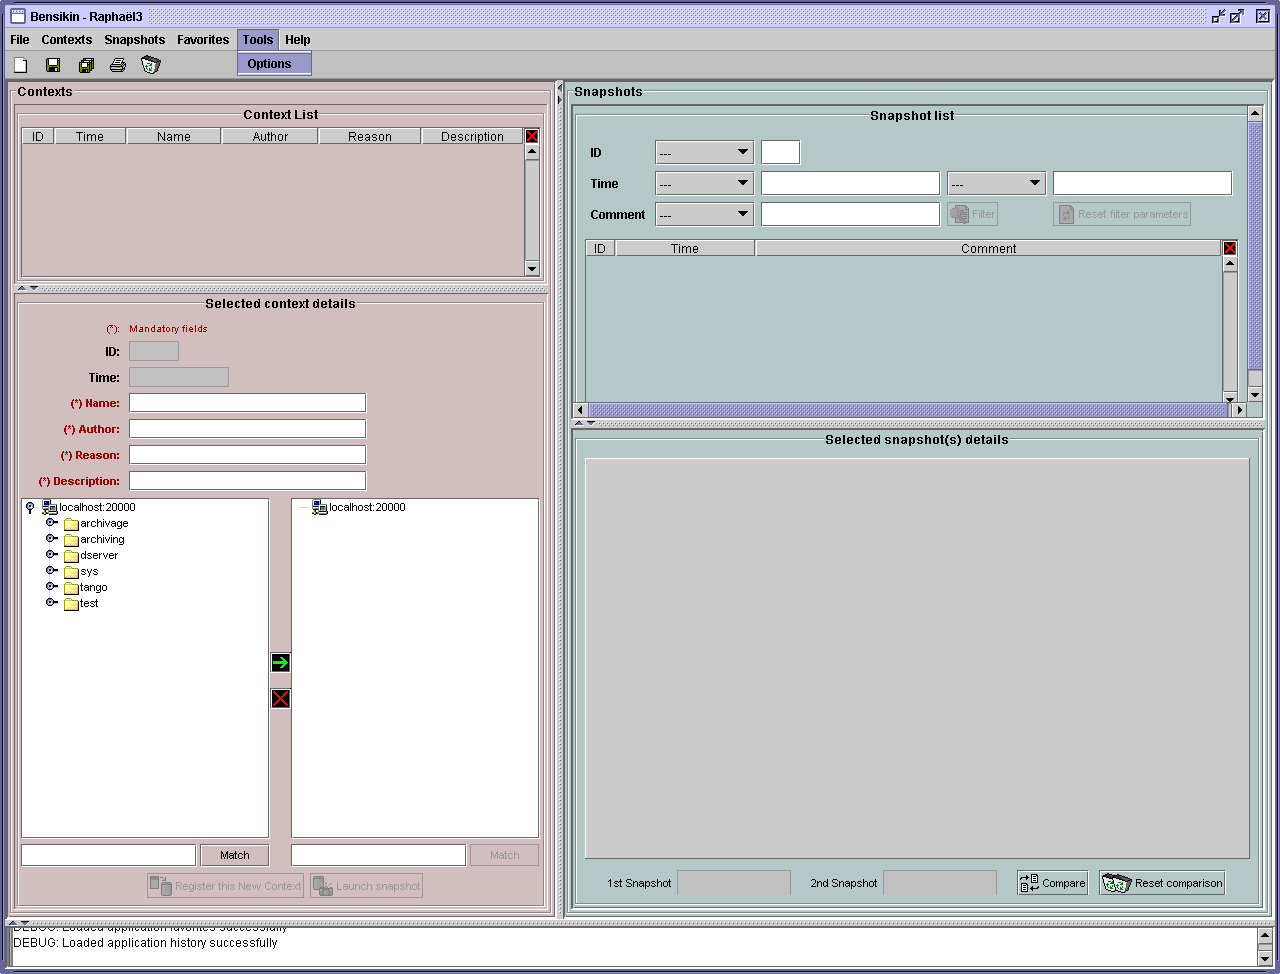 Bensikin - Raphaël3
File Contexts Snapshots Favorites Tools Help
Options
Contexts
Context List
ID Time Name Author Reason Description
Selected context details
(*): Mandatory fields
ID:
Time:
(*) Name:
(*) Author:
(*) Reason:
(*) Description:
localhost:20000
archivage
archiving
dserver
sys
tango
test
localhost:20000
Match
Match
Register this New Context
Launch snapshot
Snapshots
Snapshot list
ID ---
Time --- ---
Comment --- Filter Reset filter parameters
ID Time Comment
Selected snapshot(s) details
1st Snapshot 2nd Snapshot Compare Reset comparison
DEBUG: Loaded application favorites successfully
DEBUG: Loaded application history successfully